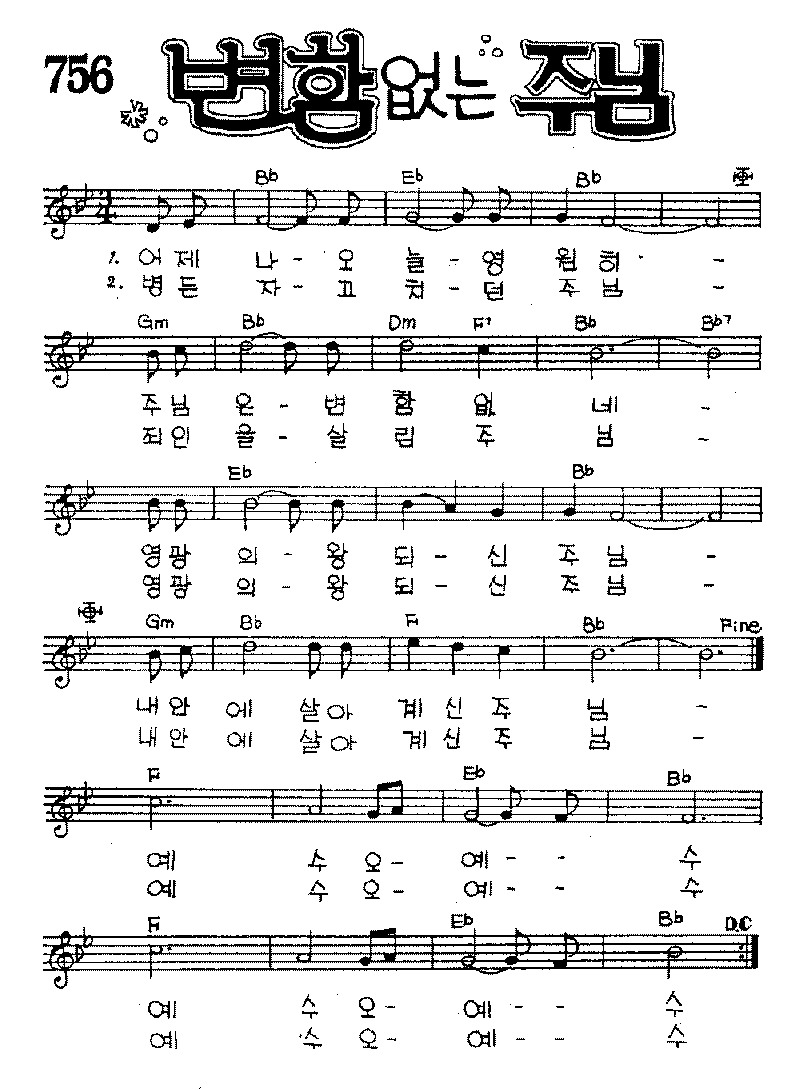 756 변함없는 주님
Bb Eb Bb
1. 어제 나 - 오 늘 - 영 원히 -
2. 병든 자 - 고 치 - 던 주님 -
Gm Bb Dm F7 Bb Bb7
주님 은 - 변 함 없 네 -
죄인 을 - 살 림 주 님 -
Eb Bb
영광 의 - 왕 되 - 신 주 님 -
영광 의 - 왕 되 - 신 주 님 -
Gm Bb F Bb Fine
내안 에 살아 계 신 주 님 -
내안 에 살아 계 신 주 님 -
F Eb Bb
예 수 오 - 예 - - 수
예 수 오 - 예 - - 수
F Eb Bb D.C
예 수 오 - 예 - - 수
예 수 오 - 예 - - 수